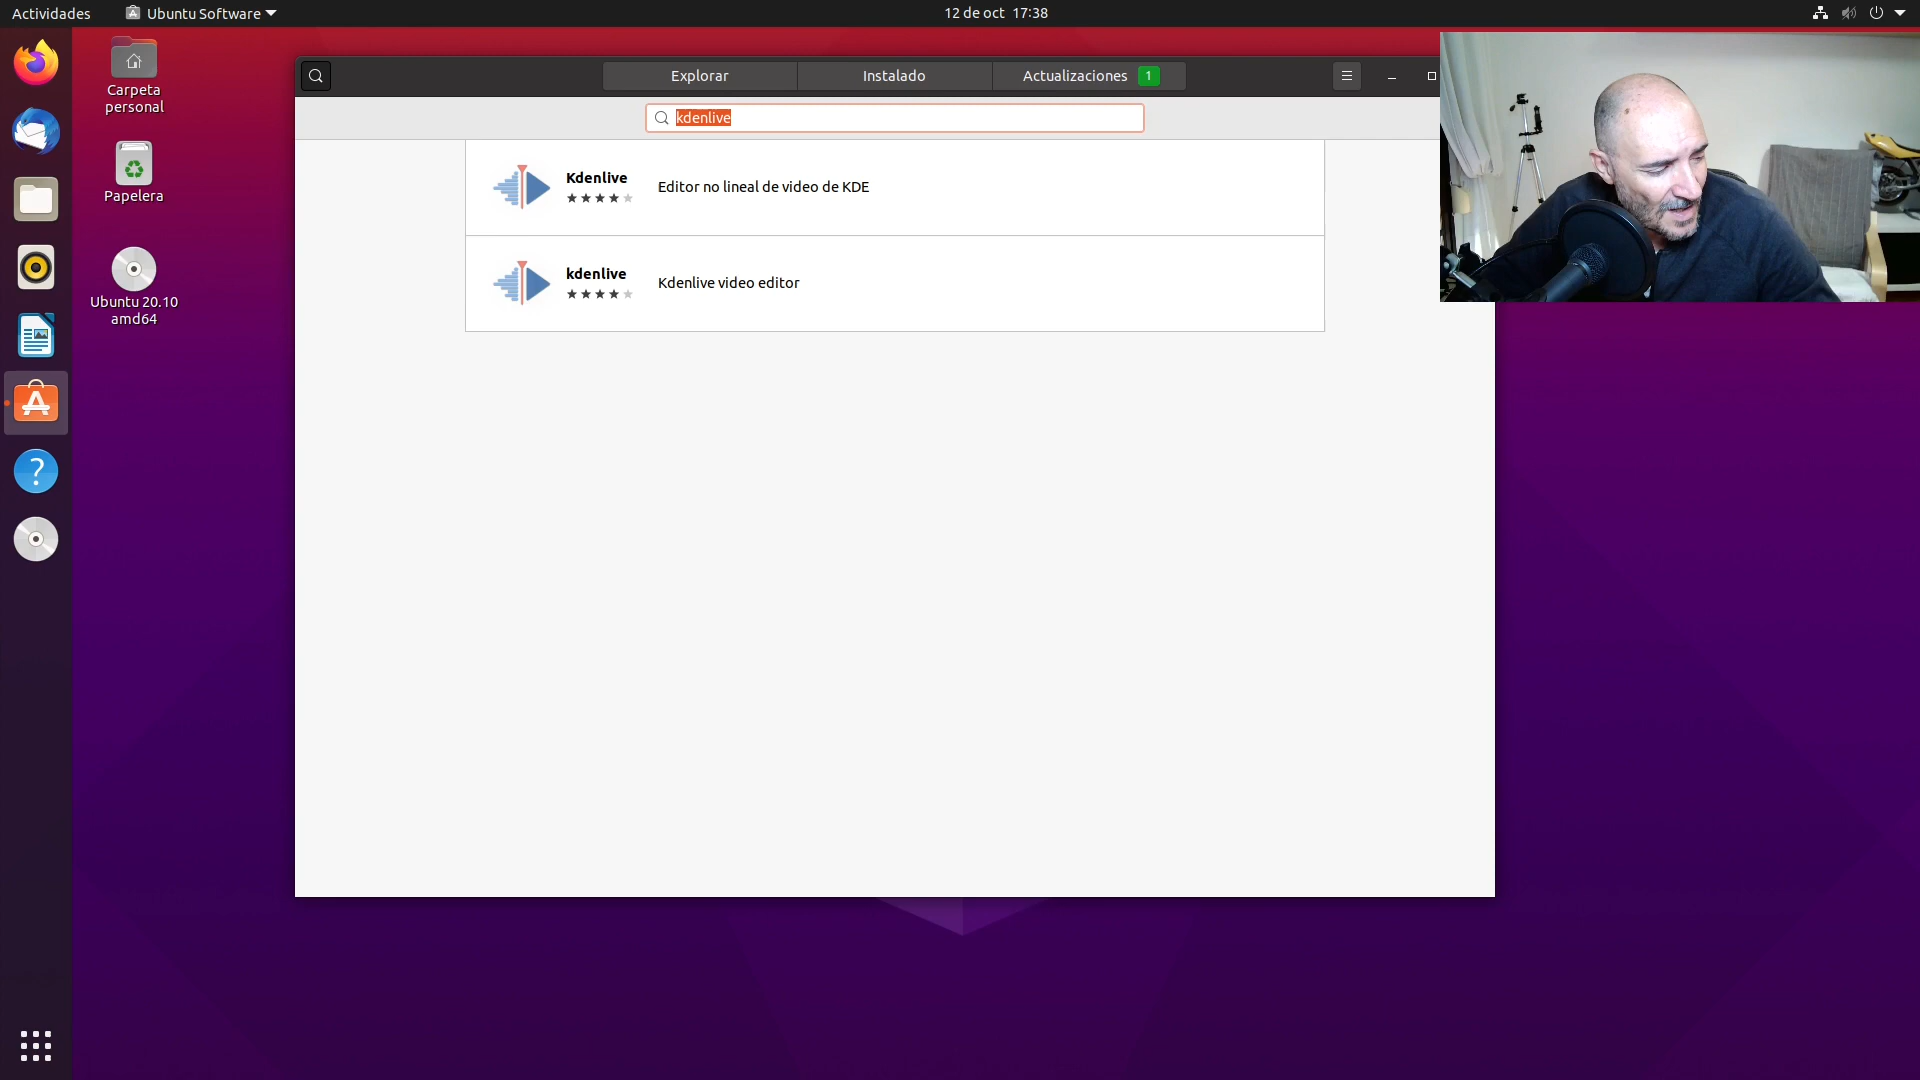 Actividades
Ubuntu Software
12 de oct 17:38
Explorar
Instalado
Actualizaciones 1
kdenlive
Kdenlive
Editor no lineal de video de KDE
kdenlive
Kdenlive video editor
Carpeta
personal
Papelera
Ubuntu 20.10
amd64